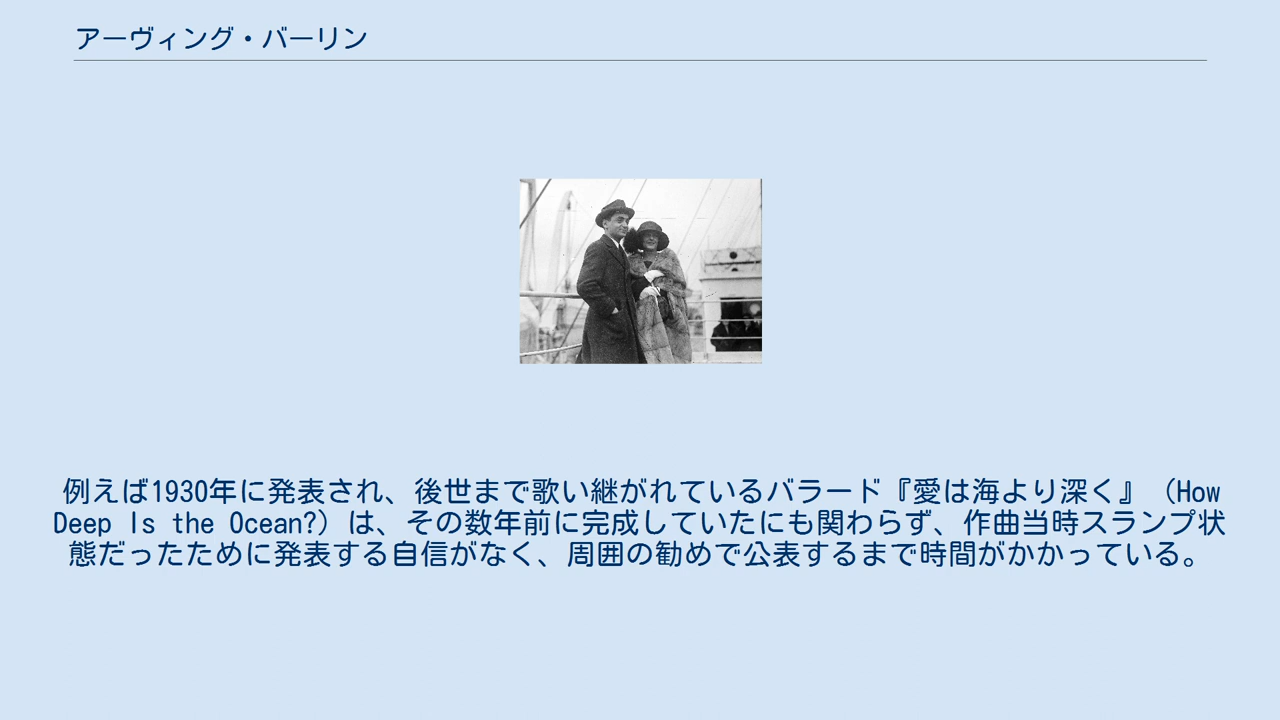 アーヴィング・バーリン
例えば1930年に発表され、後世まで歌い継がれているバラード『愛は海より深く』（How
Deep Is the Ocean?）は、その数年前に完成していたにも関わらず、作曲当時スランプ状
態だったために発表する自信がなく、周囲の勧めで公表するまで時間がかかっている。